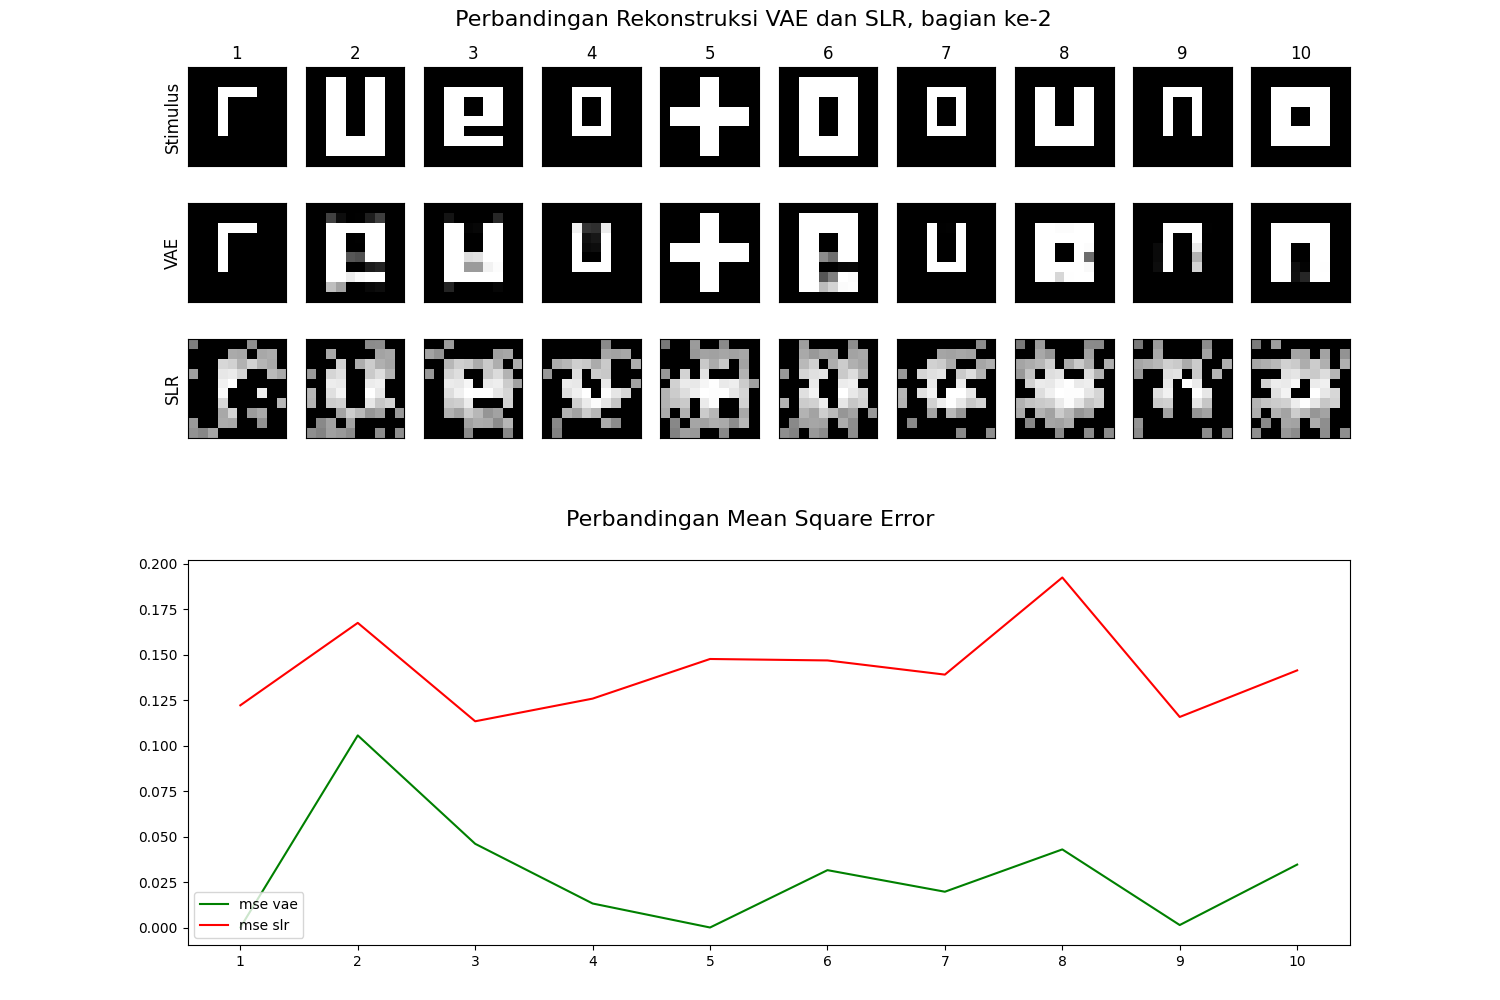 Perbandingan Rekonstruksi VAE dan SLR, bagian ke-2
1 2 3 4 5 6 7 8 9 10
Stimulus
VAE
SLR
Perbandingan Mean Square Error
0.200
0.175
0.150
0.125
0.100
0.075
0.050
0.025
0.000
mse vae
mse slr
1 2 3 4 5 6 7 8 9 10